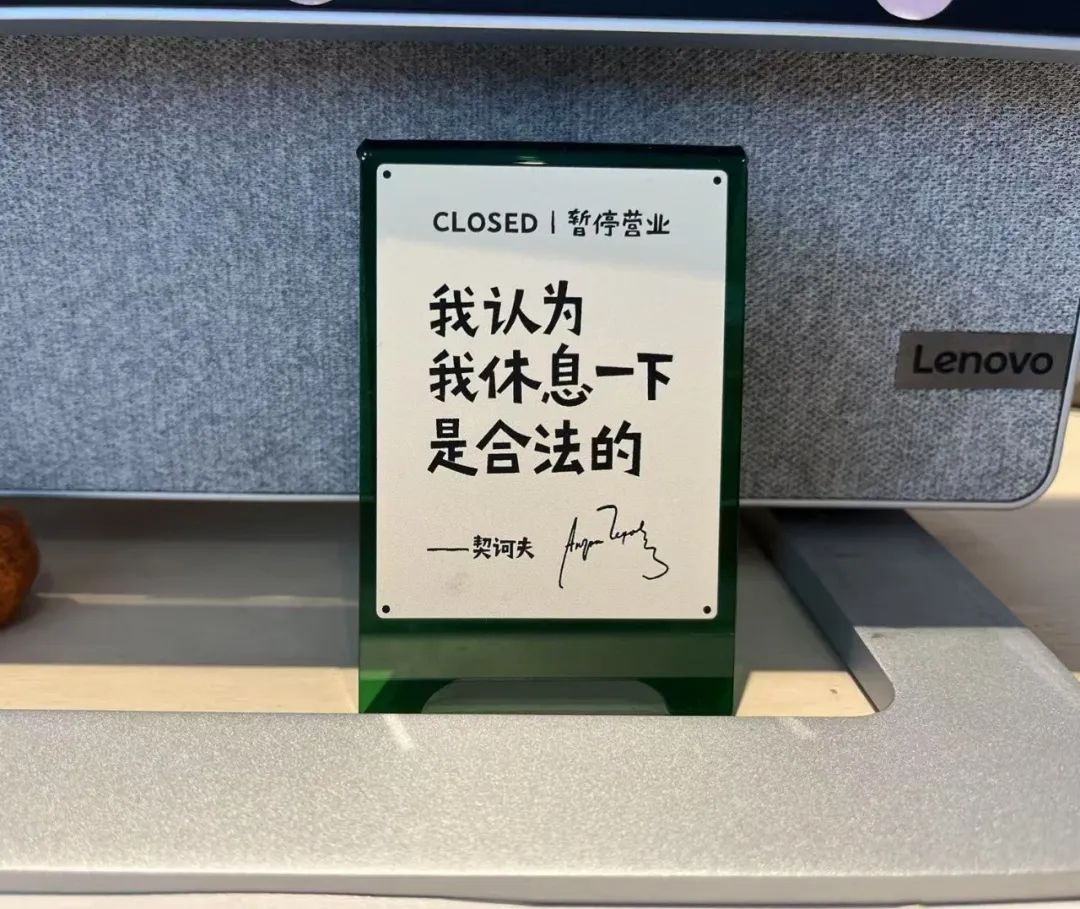 CLOSED | 暂停营业
我认为
我休息一下
是合法的
——契诃夫
Lenovo